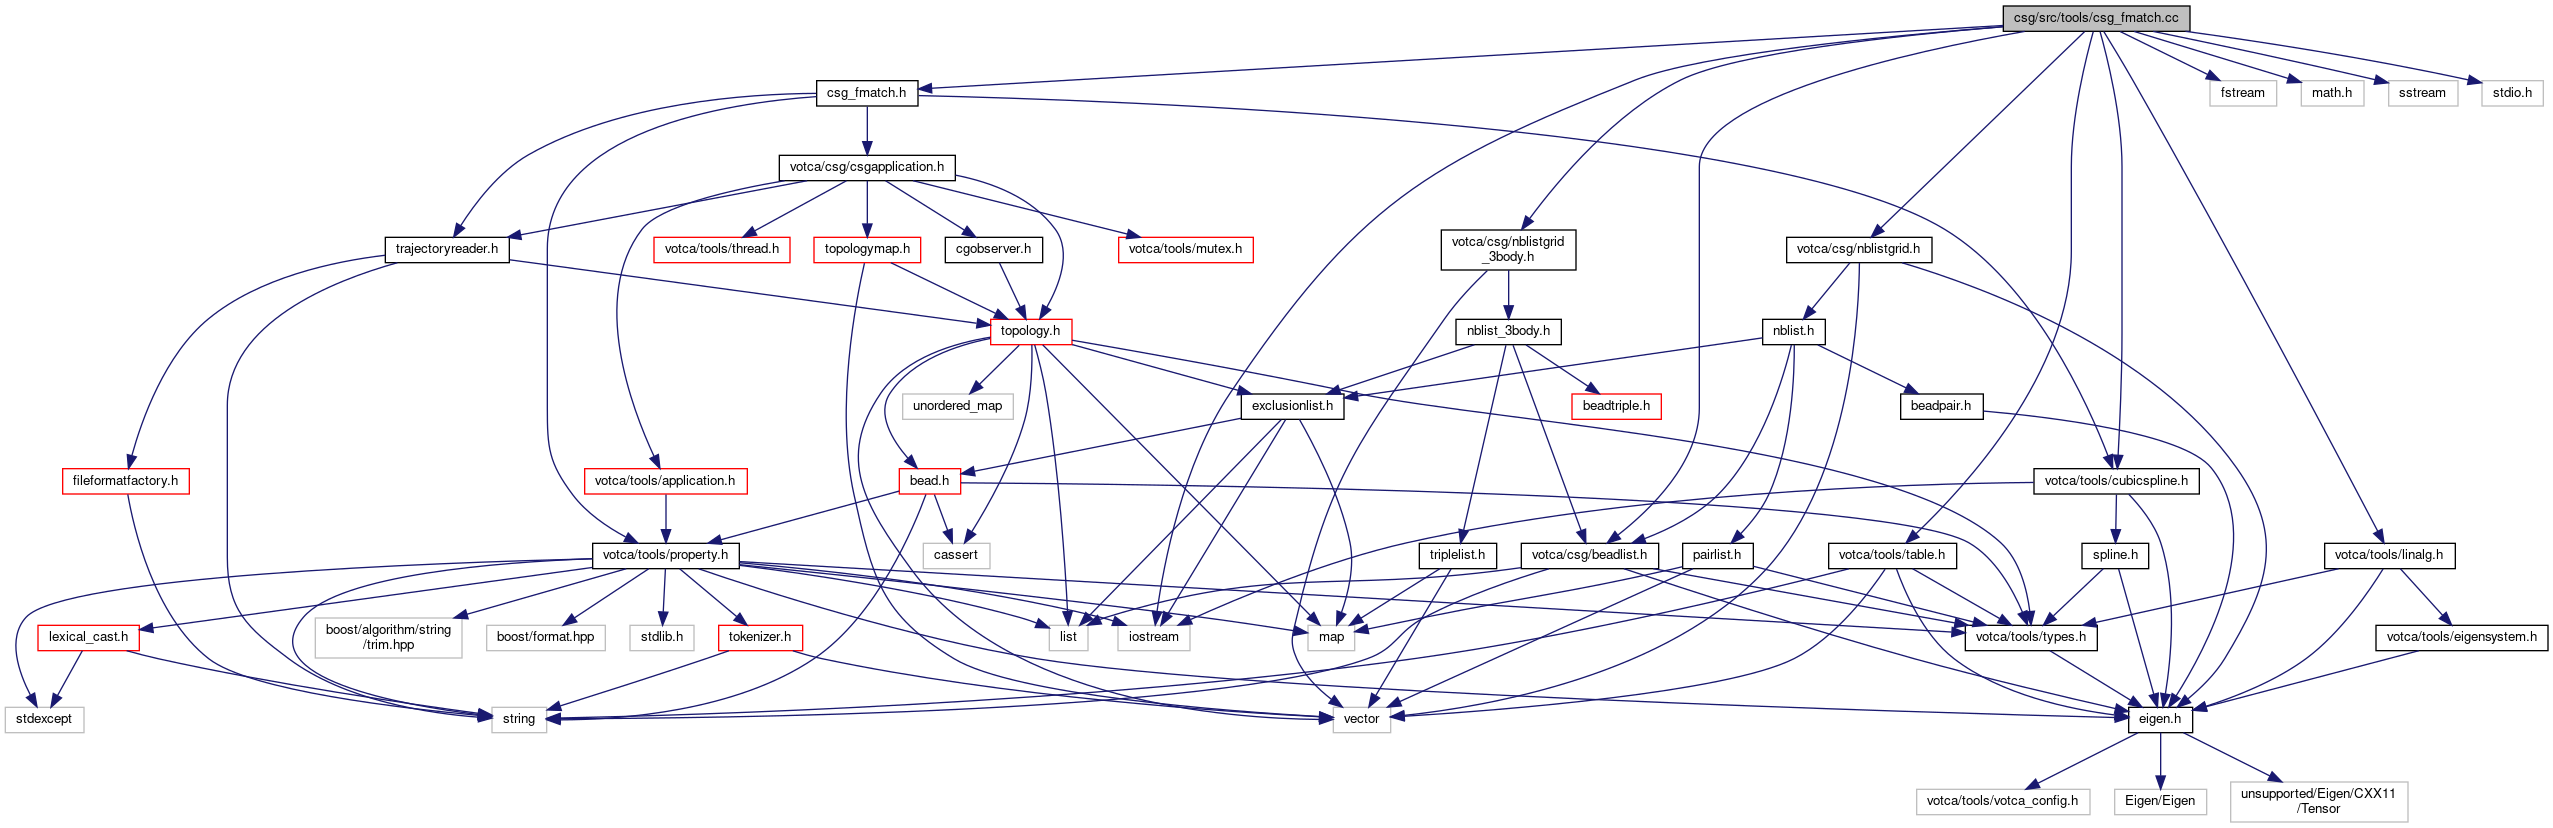 csg/src/tools/csg_fmatch.cc
csg_fmatch.h
fstream
math.h
sstream
stdio.h
votca/csg/csgapplication.h
trajectoryreader.h
votca/tools/thread.h
topologymap.h
cgobserver.h
votca/tools/mutex.h
votca/csg/nblistgrid
_3body.h
votca/csg/nblistgrid.h
topology.h
nblist_3body.h
nblist.h
unordered_map
exclusionlist.h
beadtriple.h
beadpair.h
fileformatfactory.h
votca/tools/application.h
bead.h
votca/tools/cubicspline.h
votca/tools/property.h
cassert
triplelist.h
votca/csg/beadlist.h
pairlist.h
votca/tools/table.h
spline.h
votca/tools/linalg.h
lexical_cast.h
boost/algorithm/string
/trim.hpp
boost/format.hpp
stdlib.h
tokenizer.h
list
iostream
map
votca/tools/types.h
votca/tools/eigensystem.h
stdexcept
string
vector
eigen.h
votca/tools/votca_config.h
Eigen/Eigen
unsupported/Eigen/CXX11
/Tensor